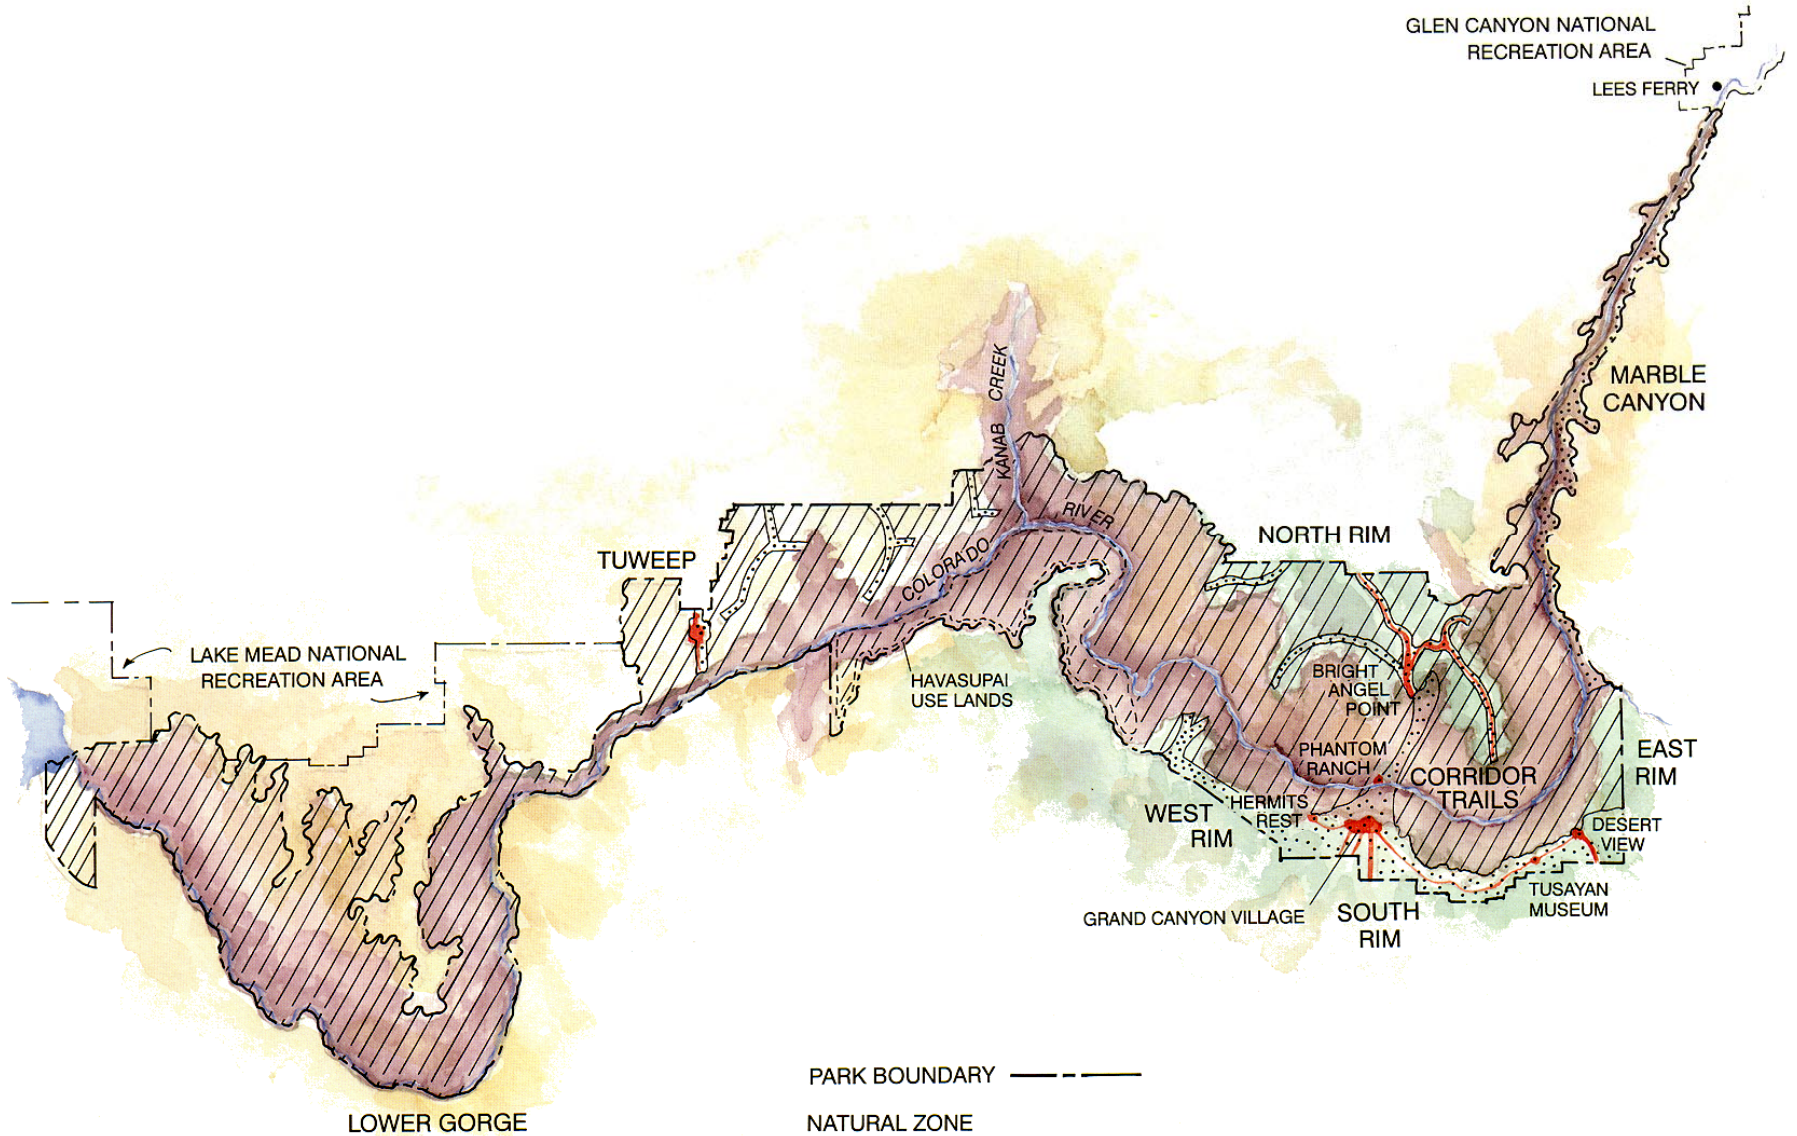 GLEN CANYON NATIONAL
RECREATION AREA
LEES FERRY
MARBLE
CANYON
KANAB CREEK
COLORADO RIVER
NORTH RIM
TUWEEP
LAKE MEAD NATIONAL
RECREATION AREA
HAVASUPAI
USE LANDS
BRIGHT
ANGEL
POINT
PHANTOM
RANCH
CORRIDOR
TRAILS
EAST
RIM
WEST
RIM
HERMITS
REST
DESERT
VIEW
TUSAYAN
MUSEUM
GRAND CANYON VILLAGE
SOUTH
RIM
LOWER GORGE
PARK BOUNDARY
NATURAL ZONE